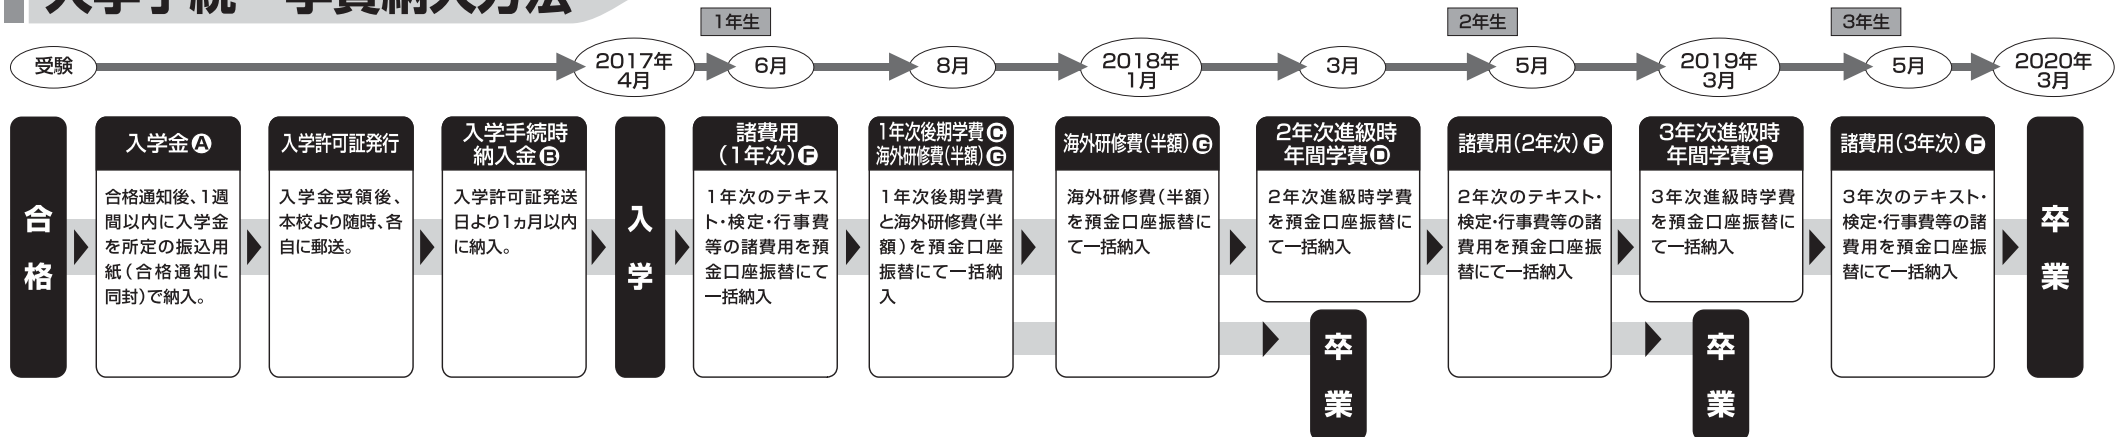 入学手続 学費納入方法
1年生
2年生
3年生
受験
2017年
4月
6月
8月
2018年
1月
3月
5月
2019年
3月
5月
2020年
3月
合格
入学金Ⓐ
合格通知後、1週
間以内に入学金
を所定の振込用
紙（合格通知に
同封）で納入。
入学許可証発行
入学金受領後、
本校より随時、各
自に郵送。
入学手続時
納入金Ⓑ
入学許可証発送
日より1ヵ月以内
に納入。
入学
諸費用
（1年次）Ⓕ
1年次のテキス
ト・検定・行事費
等の諸費用を預
金口座振替にて
一括納入
1年次後期学費Ⓒ
海外研修費（半額）Ⓖ
1年次後期学費
と海外研修費（半
額）を預金口座
振替にて一括納
入
海外研修費（半額）Ⓖ
海外研修費（半額）
を預金口座振替に
て一括納入
2年次進級時
年間学費Ⓓ
2年次進級時学費
を預金口座振替に
て一括納入
卒業
諸費用（2年次）Ⓕ
2年次のテキスト・
検定・行事費等の諸
費用を預金口座振
替にて一括納入
3年次進級時
年間学費Ⓔ
3年次進級時学費
を預金口座振替に
て一括納入
卒業
諸費用（3年次）Ⓕ
3年次のテキスト・
検定・行事費等の諸
費用を預金口座振
替にて一括納入
卒業